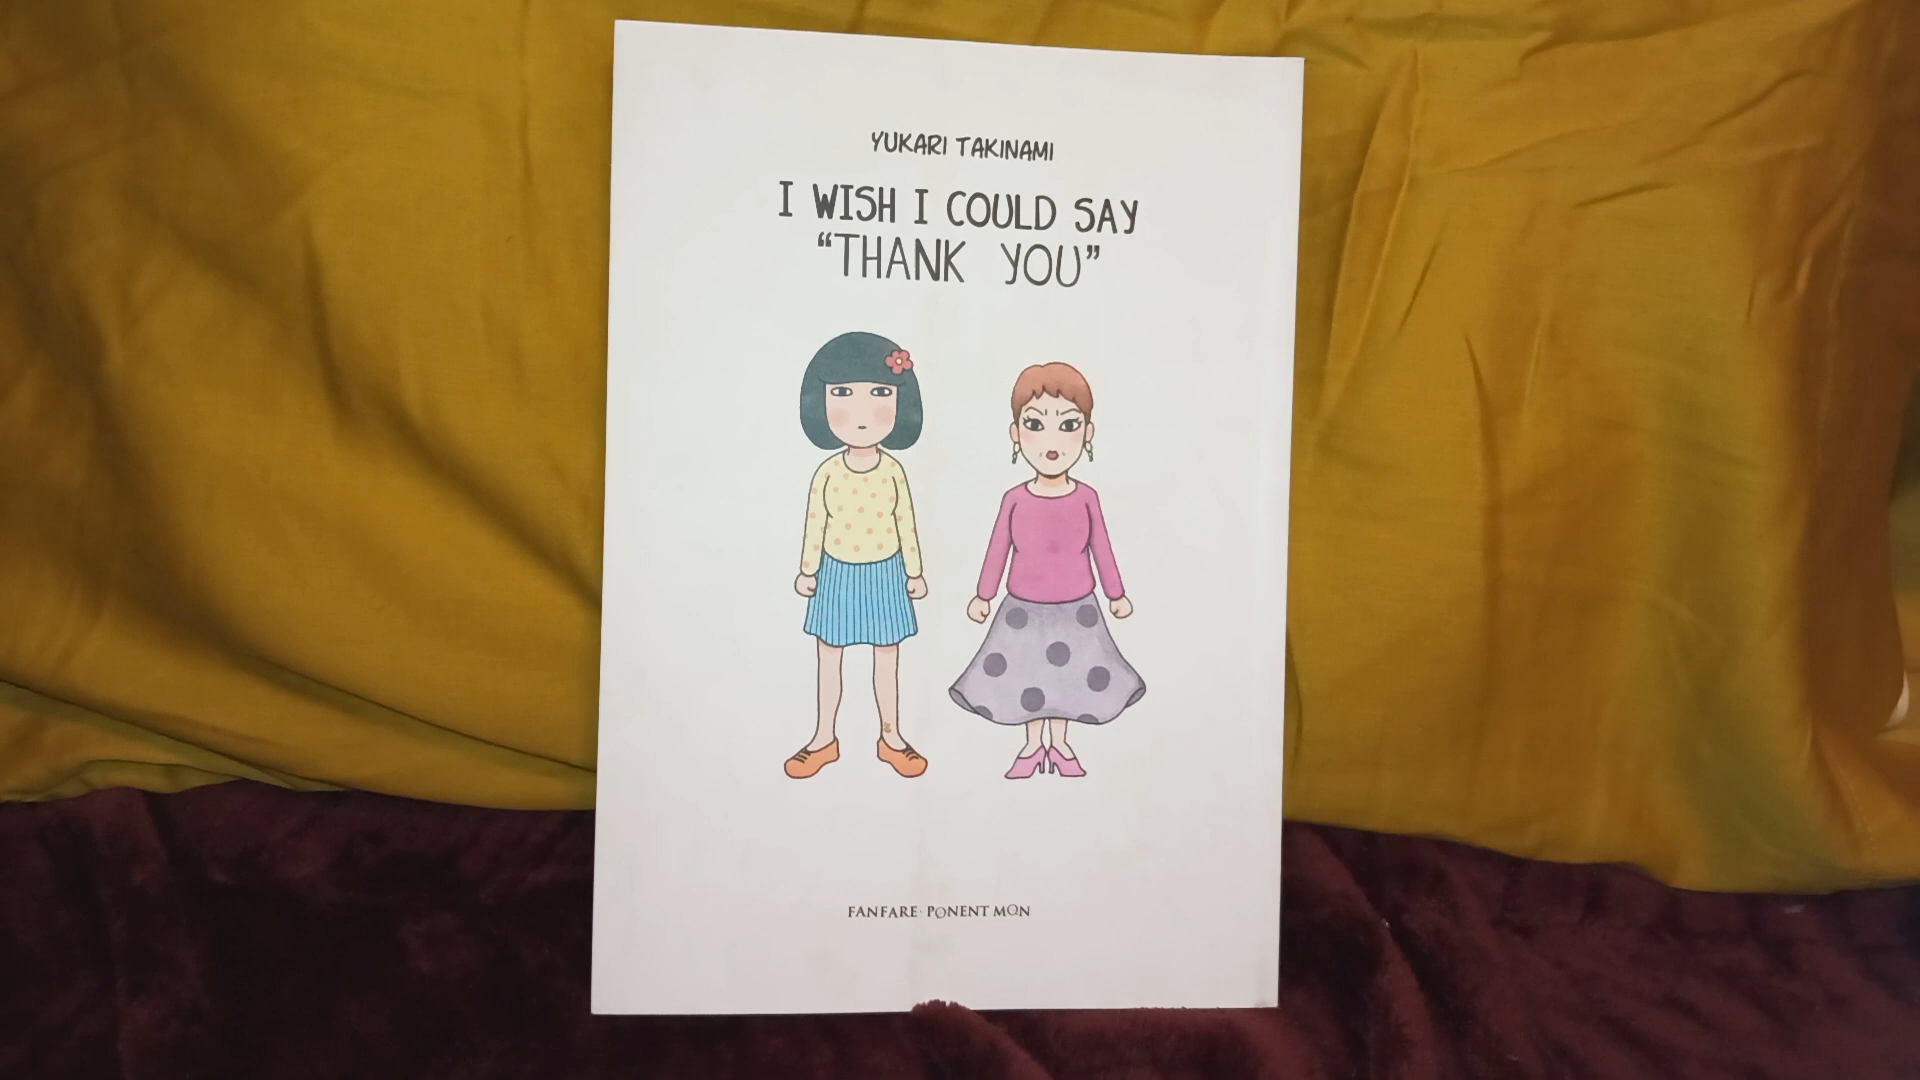 YUKARI TAKINAMI
I WISH I COULD SAY
“THANK YOU”
FANFARE · PONENT MON